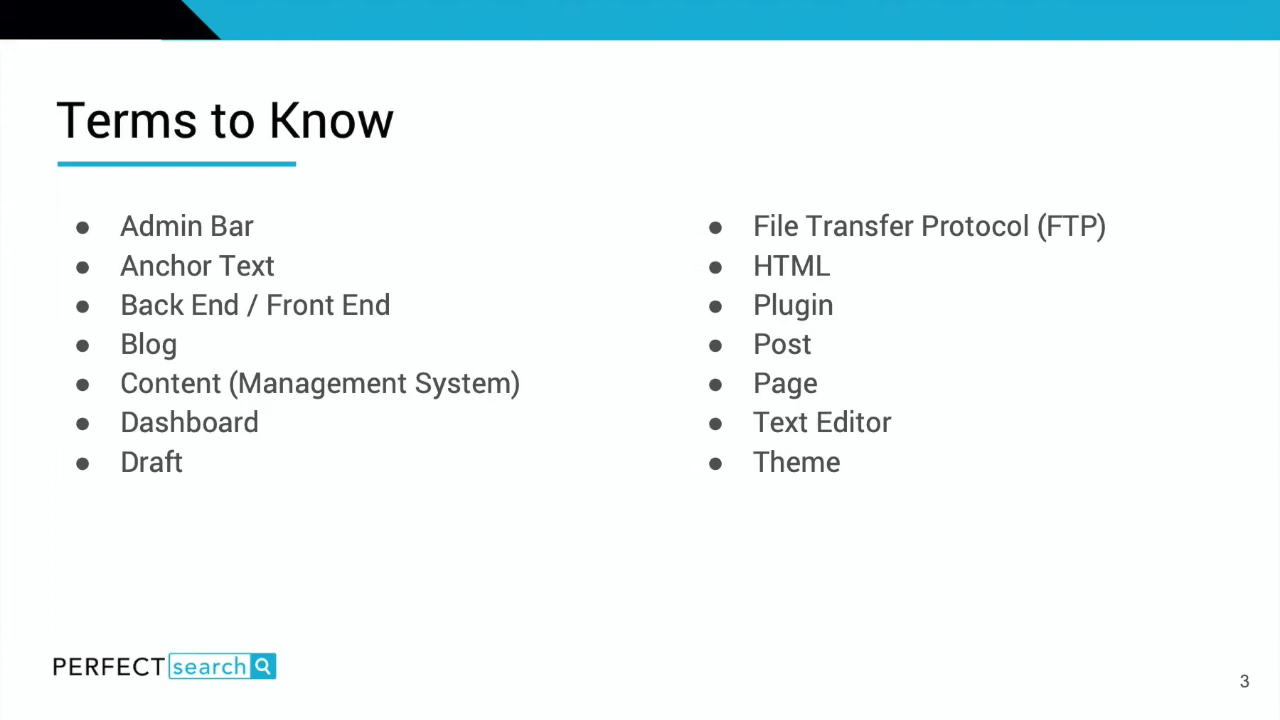 Terms to Know
● Admin Bar
● Anchor Text
● Back End / Front End
● Blog
● Content (Management System)
● Dashboard
● Draft
● File Transfer Protocol (FTP)
● HTML
● Plugin
● Post
● Page
● Text Editor
● Theme
PERFECT search
3